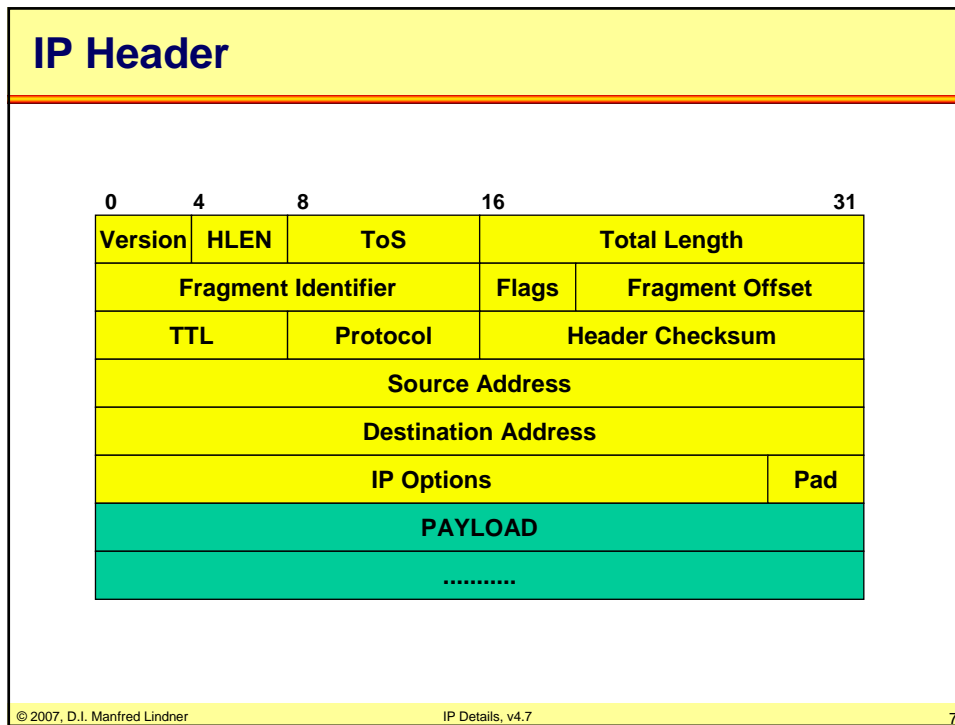 IP Header
0 4 8 16 31
Version HLEN ToS Total Length
Fragment Identifier Flags Fragment Offset
TTL Protocol Header Checksum
Source Address
Destination Address
IP Options Pad
PAYLOAD
...........
© 2007, D.I. Manfred Lindner IP Details, v4.7 7